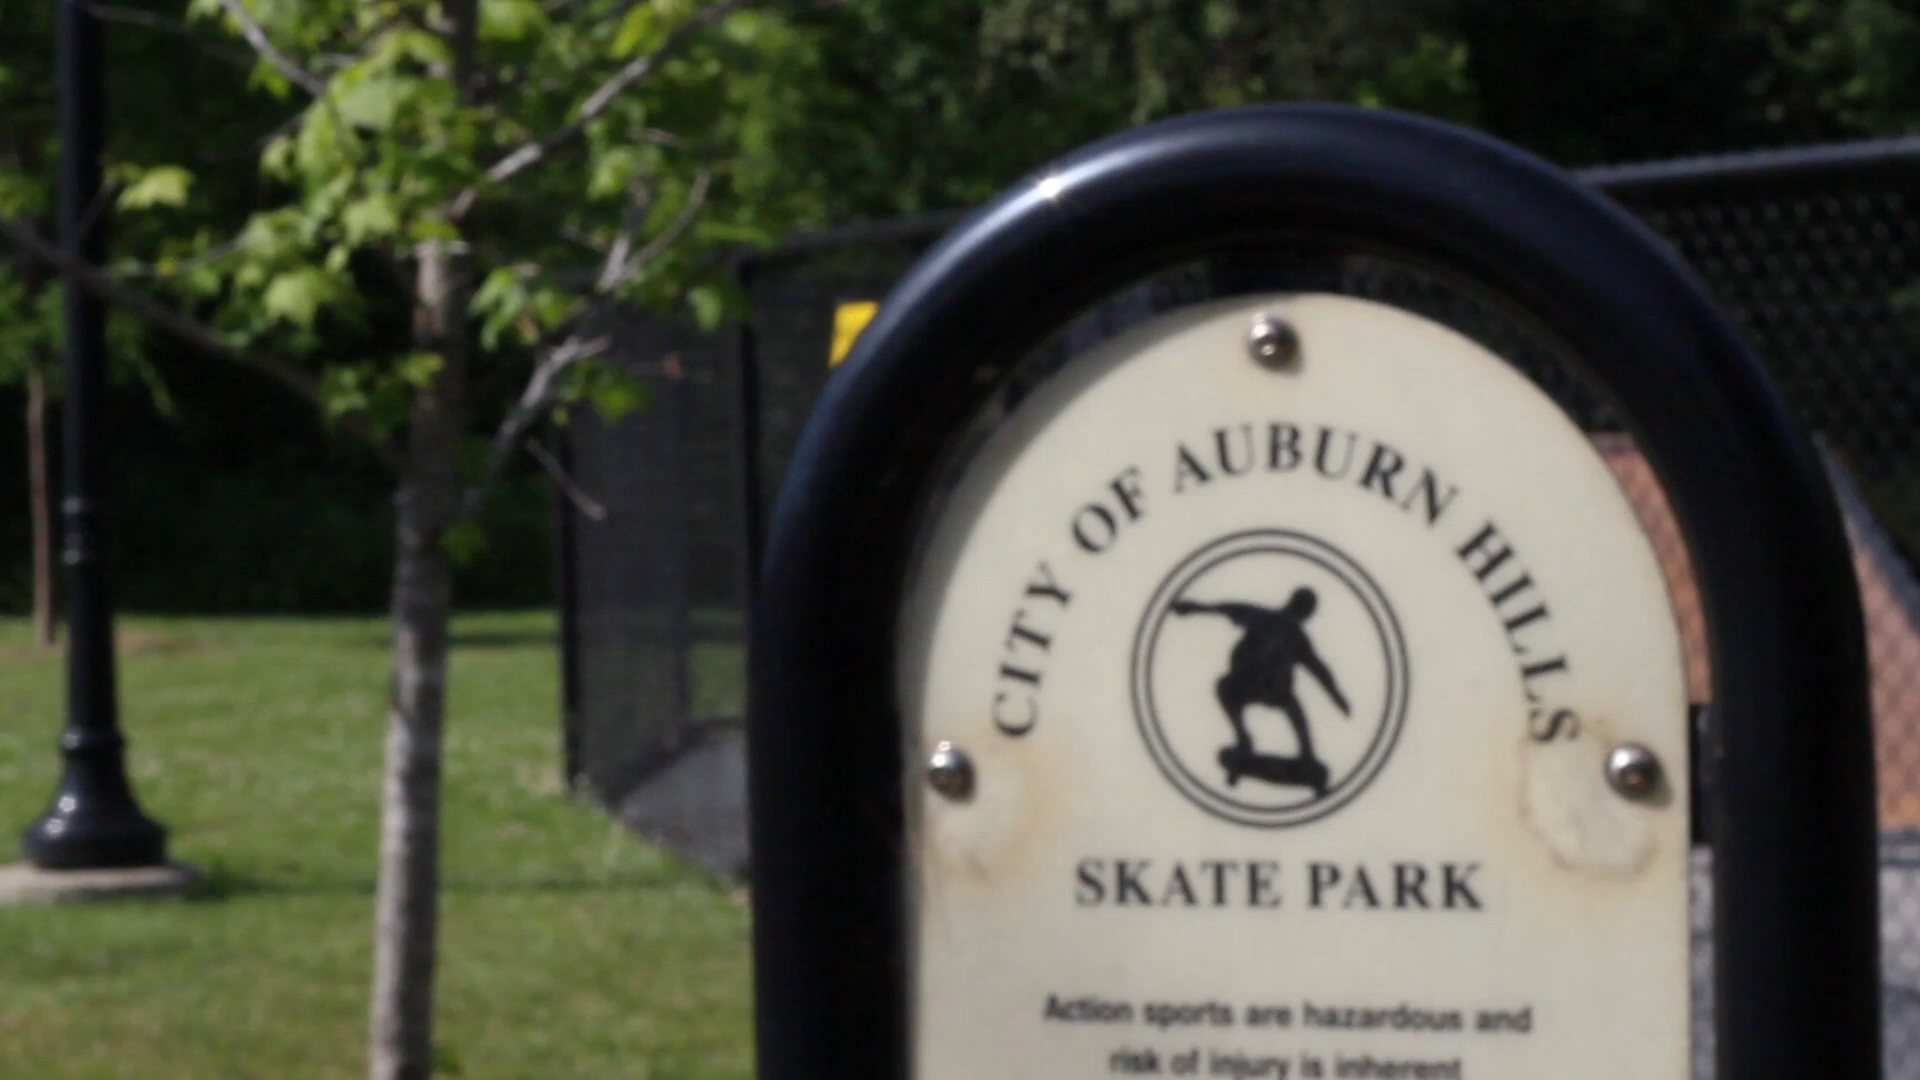 CITY OF AUBURN HILLS
SKATE PARK
Action sports are hazardous and
risk of injury is inherent